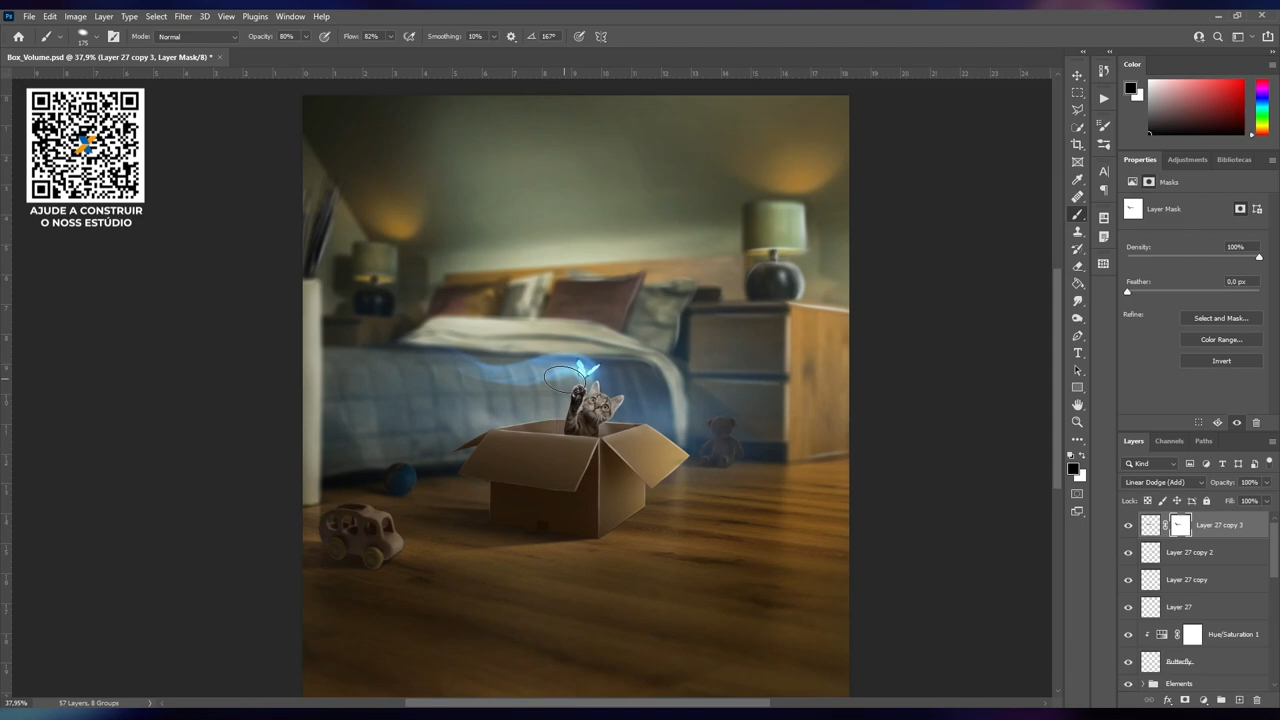 File Edit Image Layer Type Select Filter 3D View Plugins Window Help
175 Mode: Normal Opacity: 80% Flow: 82% Smoothing: 10% 167°
Box_Volume.psd @ 37,9% (Layer 27 copy 3, Layer Mask/8) *
AJUDE A CONSTRUIR
O NOSS ESTÚDIO
Color
Properties Adjustments Bibliotecas
Masks
Layer Mask
Density: 100%
Feather: 0,0 px
Refine: Select and Mask...
Color Range...
Invert
Layers Channels Paths
Kind
Linear Dodge (Add) Opacity: 100%
Lock: Fill: 100%
Layer 27 copy 3
Layer 27 copy 2
Layer 27 copy
Layer 27
Hue/Saturation 1
Butterfly
Elements
37,95% 57 Layers, 8 Groups